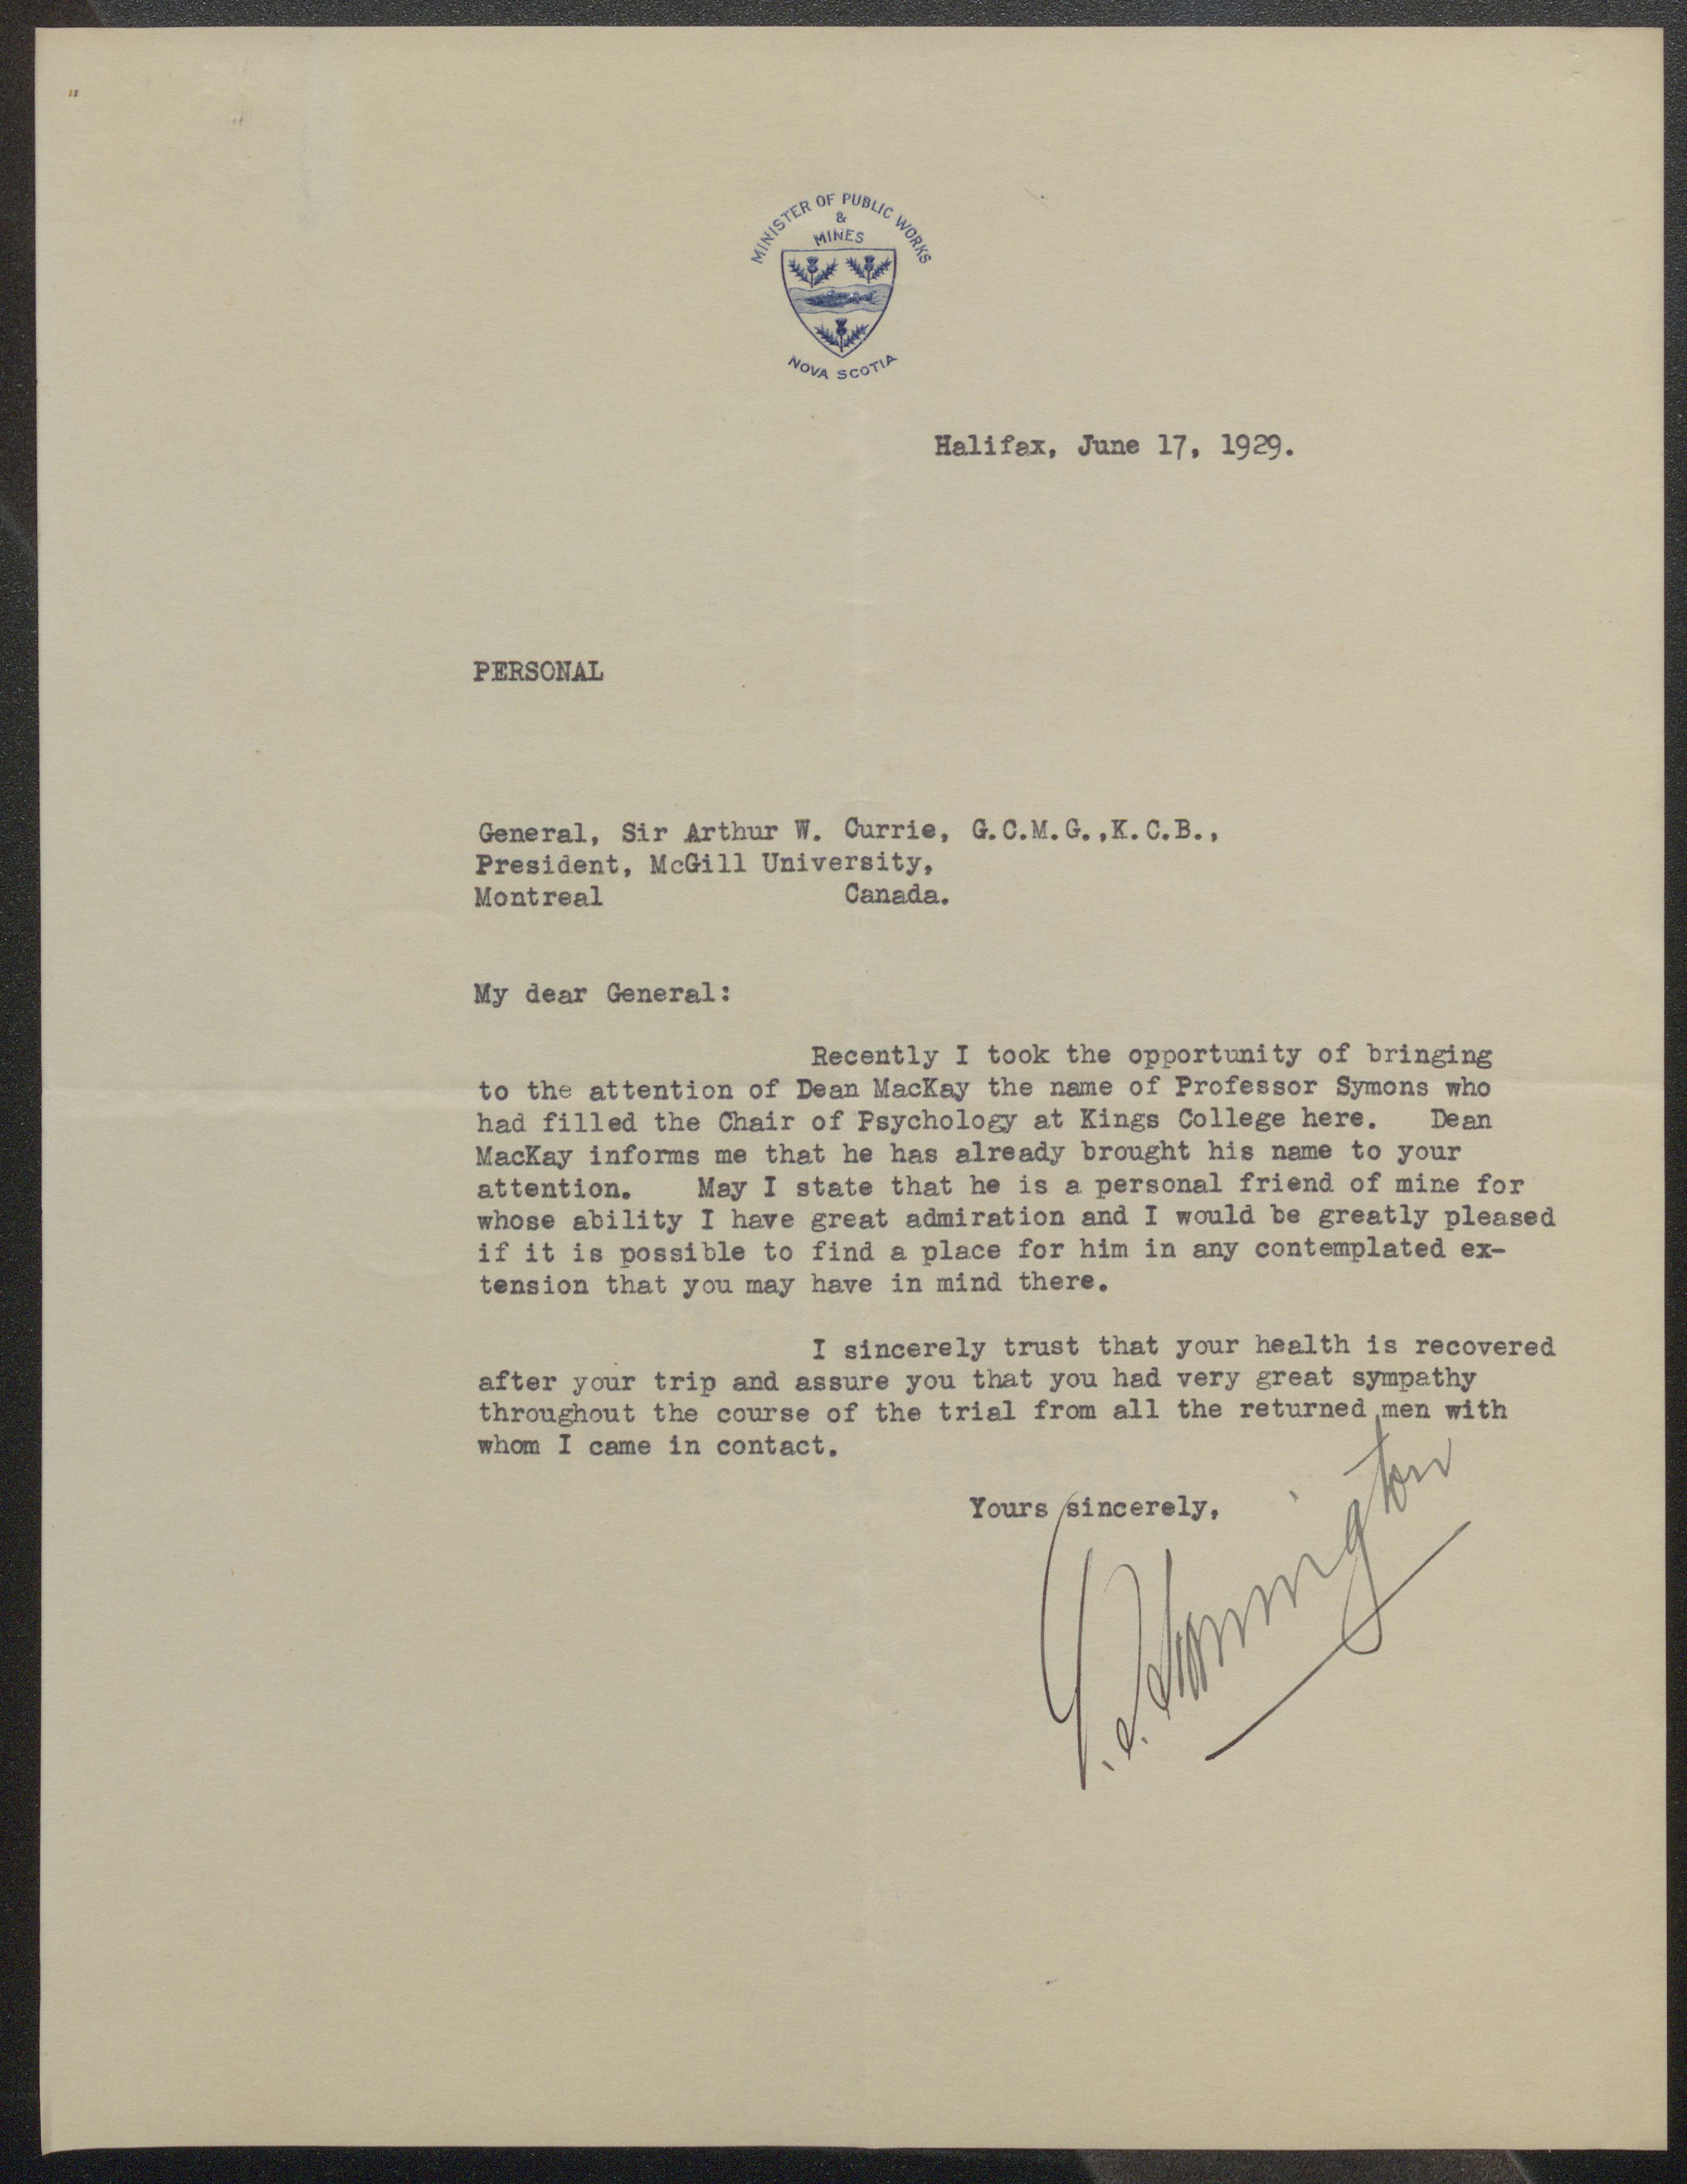 MINISTER OF PUBLIC WORKS
&
MINES
NOVA SCOTIA
Halifax, June 17, 1929.
PERSONAL
General, Sir Arthur W. Currie, G.C.M.G.,K.C.B.,
President, McGill University,
Montreal Canada.
My dear General:
Recently I took the opportunity of bringing
to the attention of Dean MacKay the name of Professor Symons who
had filled the Chair of Psychology at Kings College here. Dean
MacKay informs me that he has already brought his name to your
attention. May I state that he is a personal friend of mine for
whose ability I have great admiration and I would be greatly pleased
if it is possible to find a place for him in any contemplated ex-
tension that you may have in mind there.
I sincerely trust that your health is recovered
after your trip and assure you that you had very great sympathy
throughout the course of the trial from all the returned men with
whom I came in contact.
Yours sincerely,